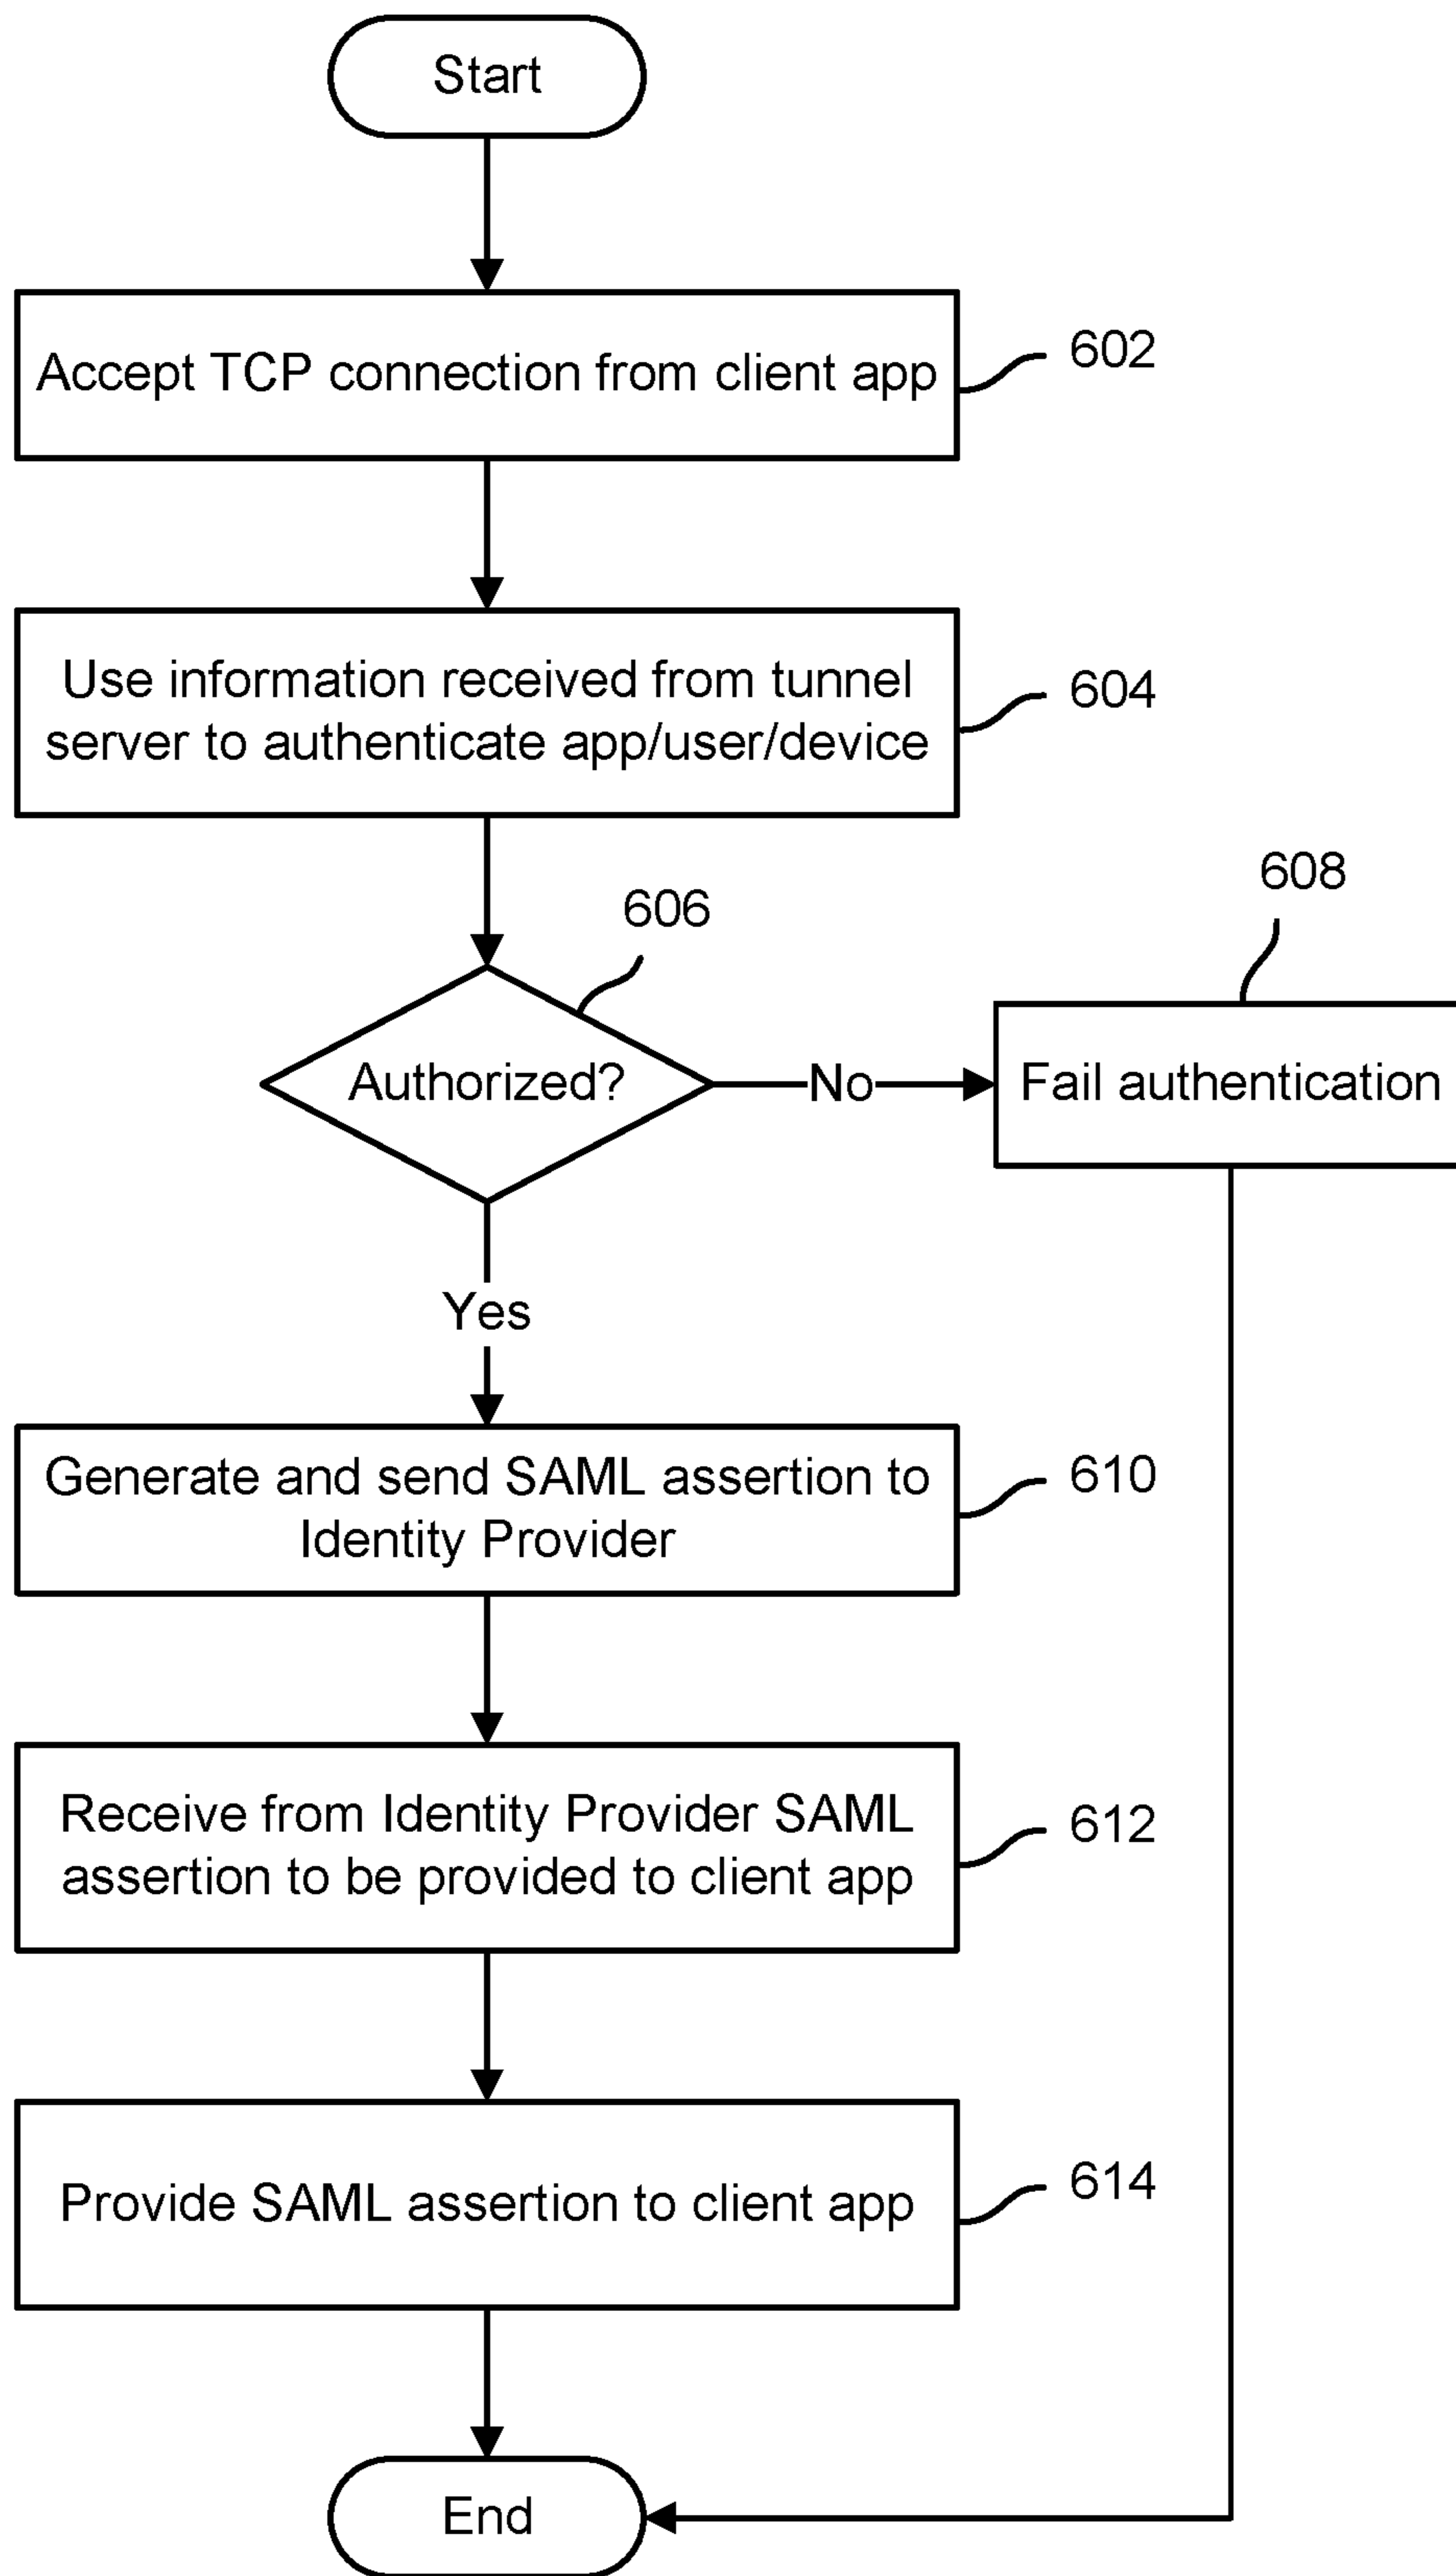 Start
Accept TCP connection from client app
602
Use information received from tunnel
server to authenticate app/user/device
604
606
608
Authorized?
No
Fail authentication
Yes
Generate and send SAML assertion to
Identity Provider
610
Receive from Identity Provider SAML
assertion to be provided to client app
612
Provide SAML assertion to client app
614
End